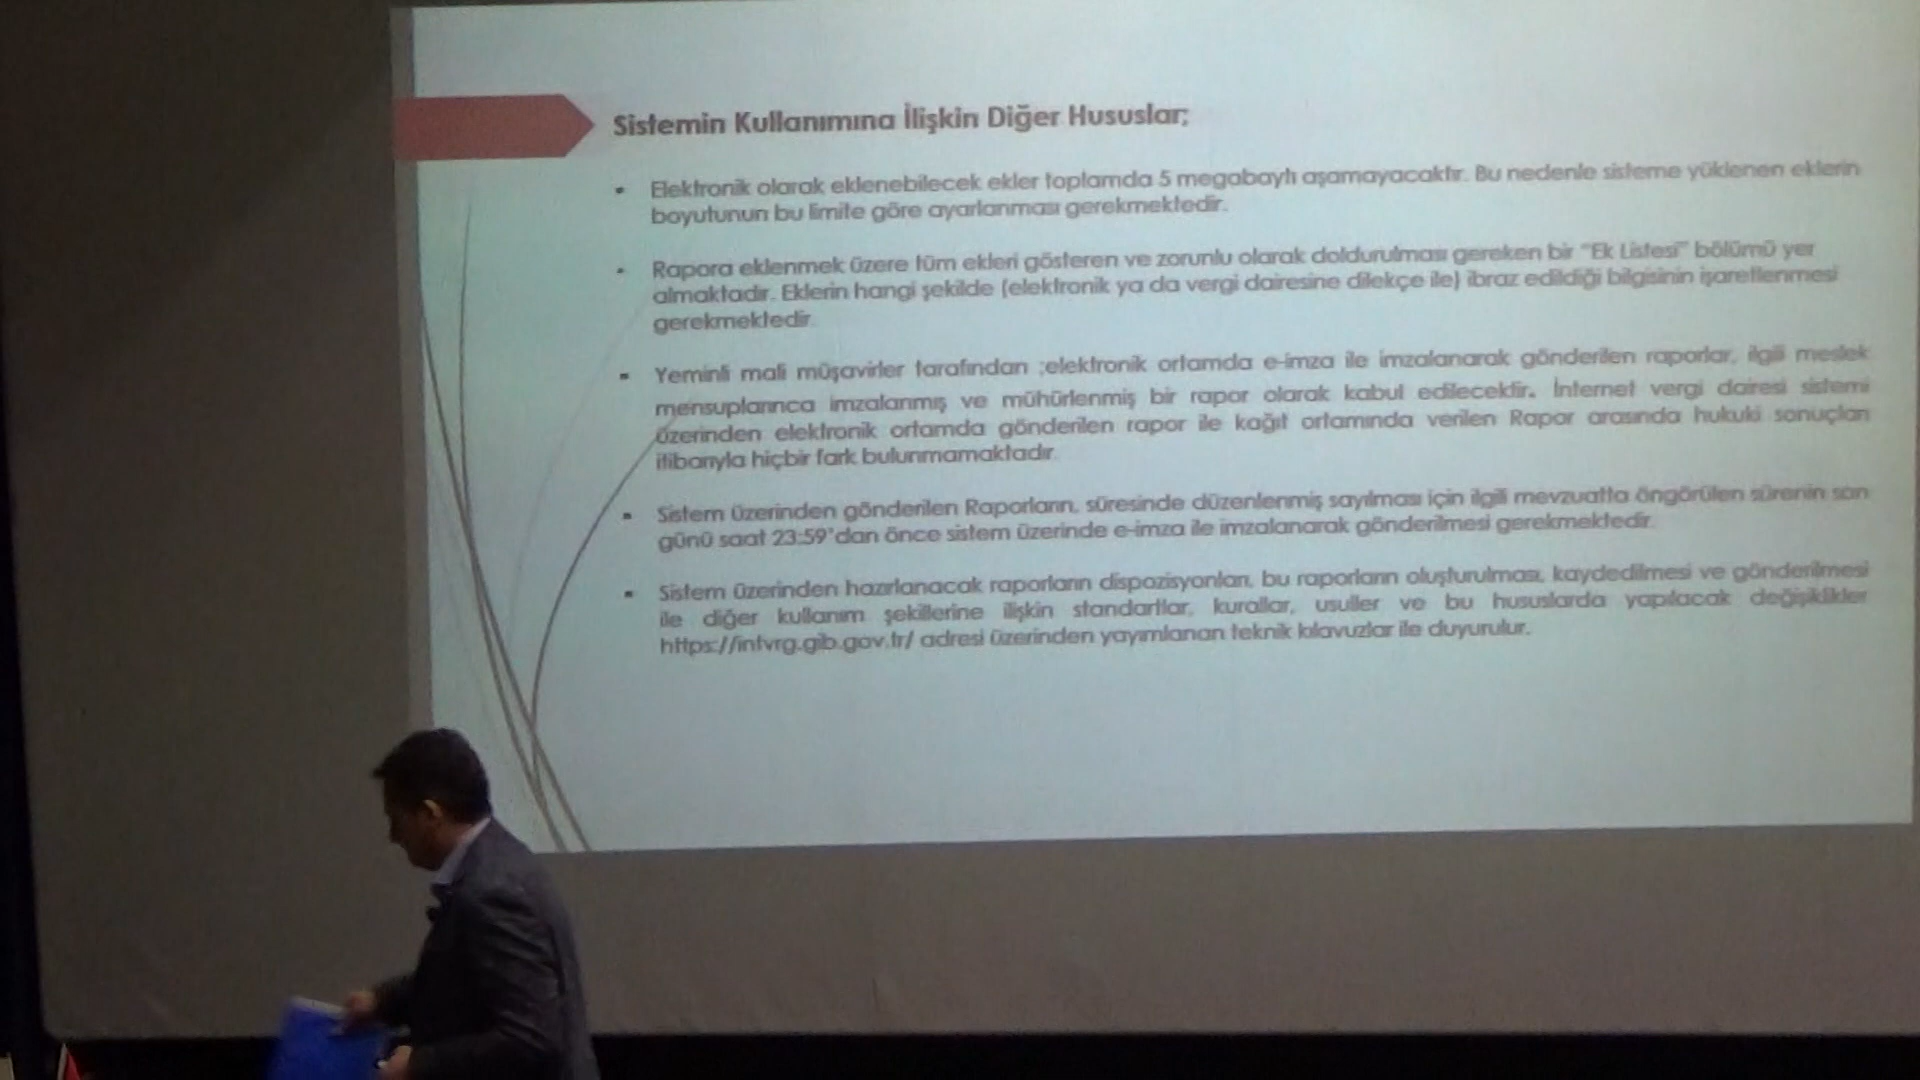 Sistemin Kullanımına İlişkin Diğer Hususlar;
▪ Elektronik olarak eklenebilecek ekler toplamda 5 megabaytı aşamayacaktır. Bu nedenle sisteme yüklenen eklerin
boyutunun bu limite göre ayarlanması gerekmektedir.
▪ Rapora eklenmek üzere tüm ekleri gösteren ve zorunlu olarak doldurulması gereken bir "Ek Listesi" bölümü yer
almaktadır. Eklerin hangi şekilde (elektronik ya da vergi dairesine dilekçe ile) ibraz edildiği bilgisinin işaretlenmesi
gerekmektedir.
▪ Yeminli mali müşavirler tarafından ;elektronik ortamda e-imza ile imzalanarak gönderilen raporlar, ilgili meslek
mensuplarınca imzalanmış ve mühürlenmiş bir rapor olarak kabul edilecektir. İnternet vergi dairesi sistemi
üzerinden elektronik ortamda gönderilen rapor ile kağıt ortamında verilen Rapor arasında hukuki sonuçları
itibarıyla hiçbir fark bulunmamaktadır.
▪ Sistem üzerinden gönderilen Raporların, süresinde düzenlenmiş sayılması için ilgili mevzuatta öngörülen sürenin son
günü saat 23:59'dan önce sistem üzerinde e-imza ile imzalanarak gönderilmesi gerekmektedir.
▪ Sistem üzerinden hazırlanacak raporların dispozisyonları, bu raporların oluşturulması, kaydedilmesi ve gönderilmesi
ile diğer kullanım şekillerine ilişkin standartlar, kurallar, usuller ve bu hususlarda yapılacak değişiklikler
https://intvrg.gib.gov.tr/ adresi üzerinden yayımlanan teknik kılavuzlar ile duyurulur.